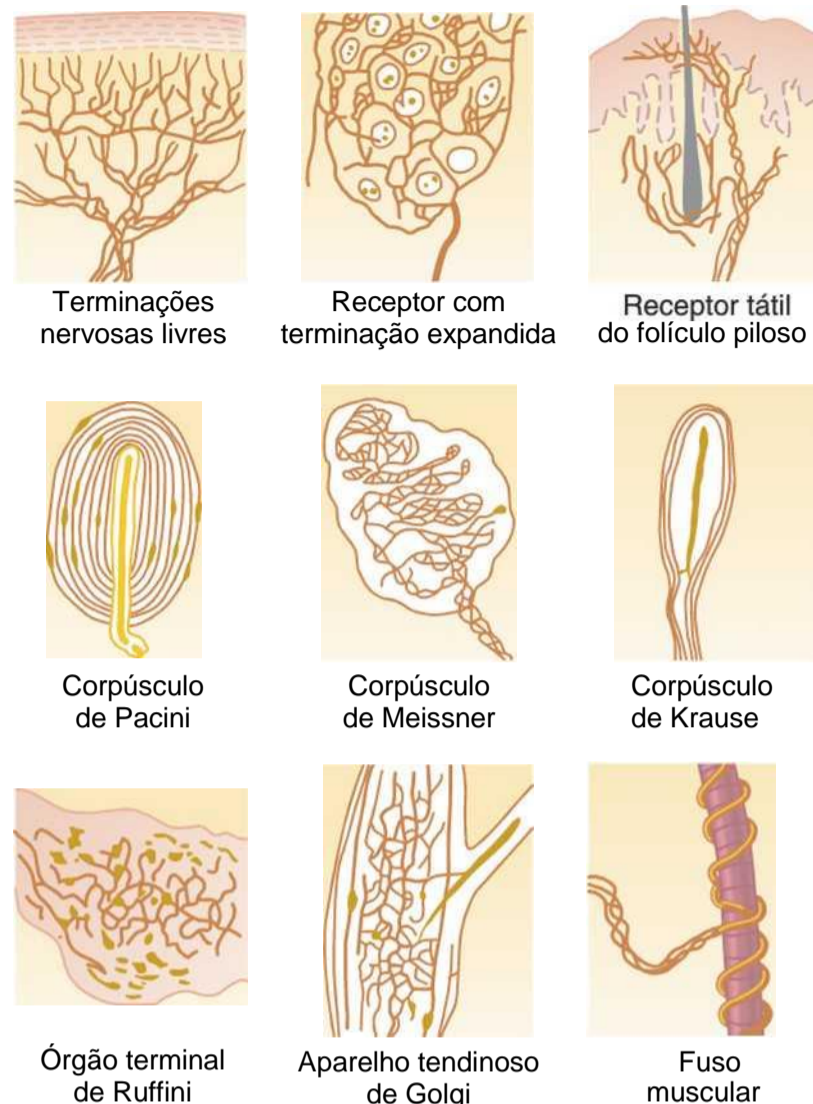 Terminações
nervosas livres
Receptor com
terminação expandida
Receptor tátil
do folículo piloso
Corpúsculo
de Pacini
Corpúsculo
de Meissner
Corpúsculo
de Krause
Órgão terminal
de Ruffini
Aparelho tendinoso
de Golgi
Fuso
muscular